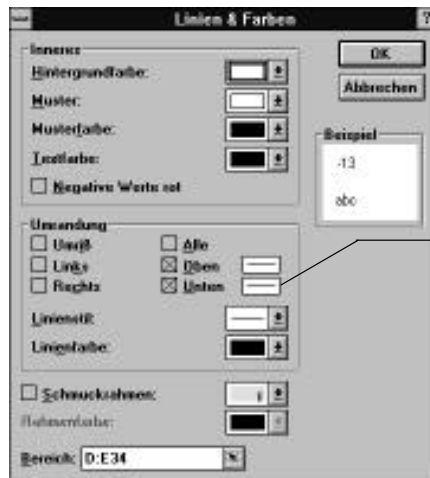 Linien & Farben ?
Inneres
Hintergrundfarbe:
Muster:
Musterfarbe:
Textfarbe:
Negative Werte rot
OK
Abbrechen
Beispiel
-13
abc
Umrandung
Umriß Alle
Links Oben
Rechts Unten
Linienstil:
Linienfarbe:
Schmuckrahmen:
Rahmenfarbe:
Bereich: D:E34